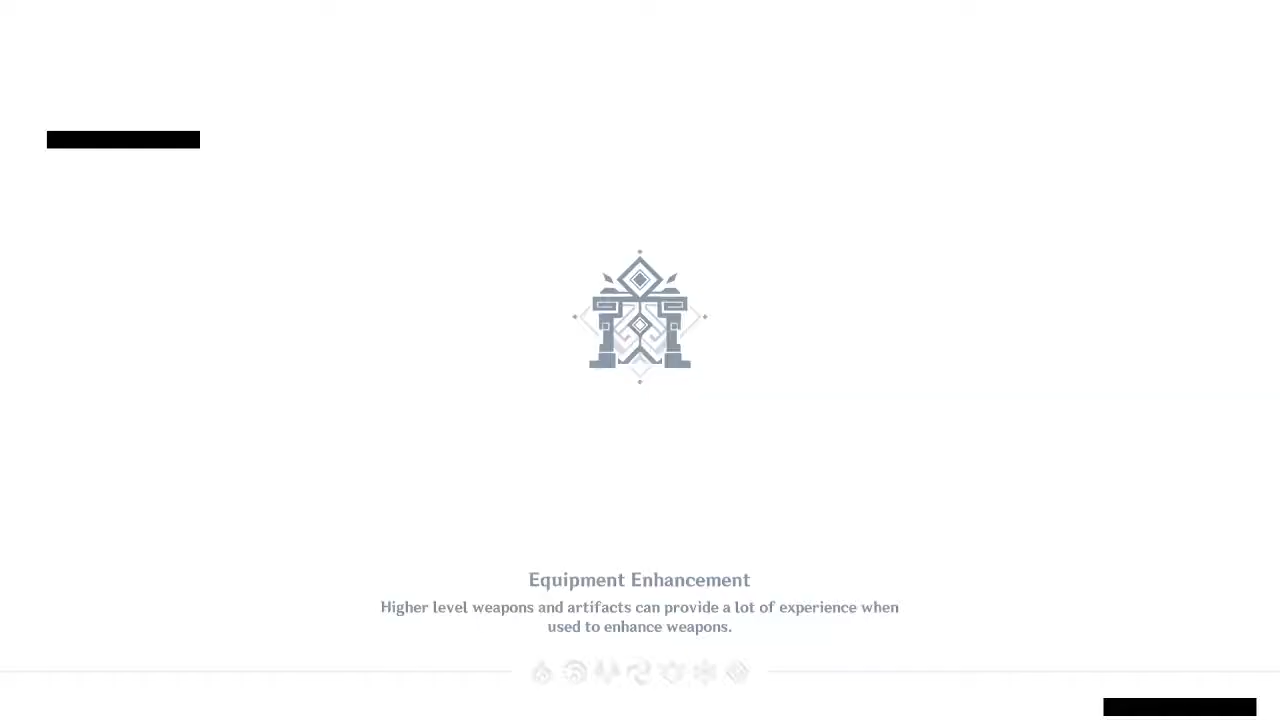 Equipment Enhancement
Higher level weapons and artifacts can provide a lot of experience when
used to enhance weapons.